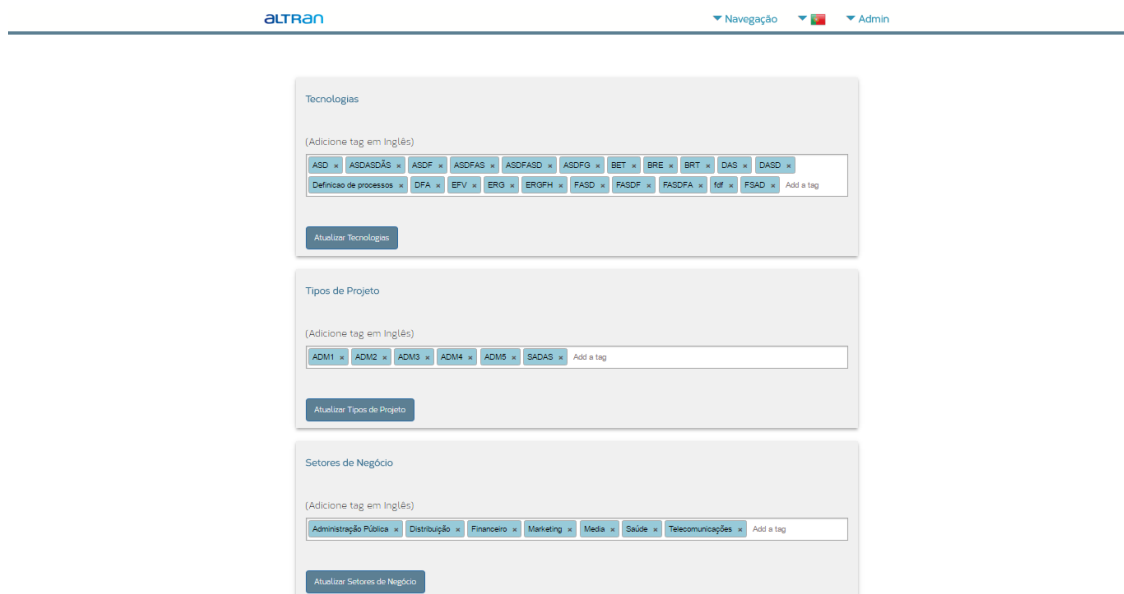 altran Navegação Admin
Tecnologias
(Adicione tag em Inglês)
ASD × ASDASDÃS × ASDF × ASDFAS × ASDFASD × ASDFG × BET × BRE × BRT × DAS × DASD ×
Definicao de processos × DFA × EFV × ERG × ERGFH × FASD × FASDF × FASDFA × fdf × FSAD × Add a tag
Atualizar Tecnologias
Tipos de Projeto
(Adicione tag em Inglês)
ADM1 × ADM2 × ADM3 × ADM4 × ADM5 × SADAS × Add a tag
Atualizar Tipos de Projeto
Setores de Negócio
(Adicione tag em Inglês)
Administração Pública × Distribuição × Financeiro × Marketing × Media × Saúde × Telecomunicações × Add a tag
Atualizar Setores de Negócio